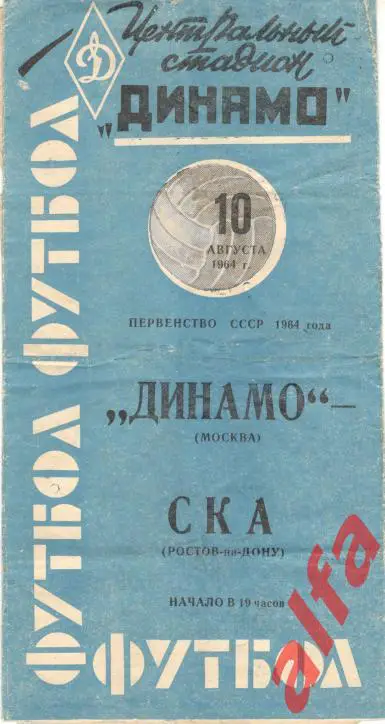 Центральный
стадион
„ДИНАМО"
Д
ФУТБОЛ ФУТБОЛ
10
АВГУСТА
1964 г.
ПЕРВЕНСТВО СССР 1964 года
„ДИНАМО“ —
(МОСКВА)
СКА
(РОСТОВ-на-ДОНУ)
НАЧАЛО В 19 часов
ФУТБОЛ
alfa